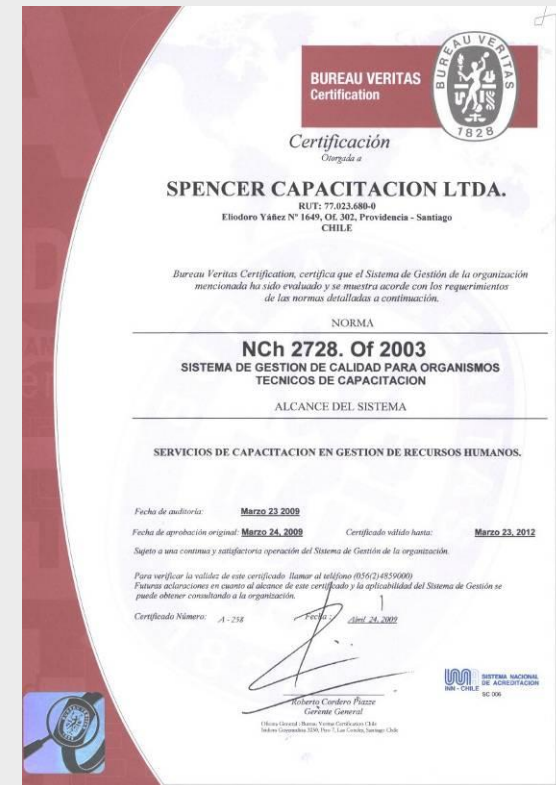 BUREAU VERITAS
Certification
BUREAU VERITAS
1828
Certificación
Otorgada a
SPENCER CAPACITACION LTDA.
RUT: 77.023.680-0
Eliodoro Yáñez Nº 1649, Of. 302, Providencia - Santiago
CHILE
Bureau Veritas Certification, certifica que el Sistema de Gestión de la organización
mencionada ha sido evaluado y se muestra acorde con los requerimientos
de las normas detalladas a continuación.
NORMA
NCh 2728. Of 2003
SISTEMA DE GESTION DE CALIDAD PARA ORGANISMOS
TECNICOS DE CAPACITACION
ALCANCE DEL SISTEMA
SERVICIOS DE CAPACITACION EN GESTION DE RECURSOS HUMANOS.
Fecha de auditoría: Marzo 23 2009
Fecha de aprobación original: Marzo 24, 2009 Certificado válido hasta: Marzo 23, 2012
Sujeto a una continua y satisfactoria operación del Sistema de Gestión de la organización.
Para verificar la validez de este certificado llamar al teléfono (056(2)4859000)
Futuras aclaraciones en cuanto al alcance de este certificado y la aplicabilidad del Sistema de Gestión se
puede obtener consultando a la organización.
Certificado Número: A - 238 Fecha: Abril 24, 2009
Roberto Cordero Piazze
Gerente General
Oficina General : Bureau Veritas Certification Chile
INN - CHILE
SISTEMA NACIONAL
DE ACREDITACION
SC 006